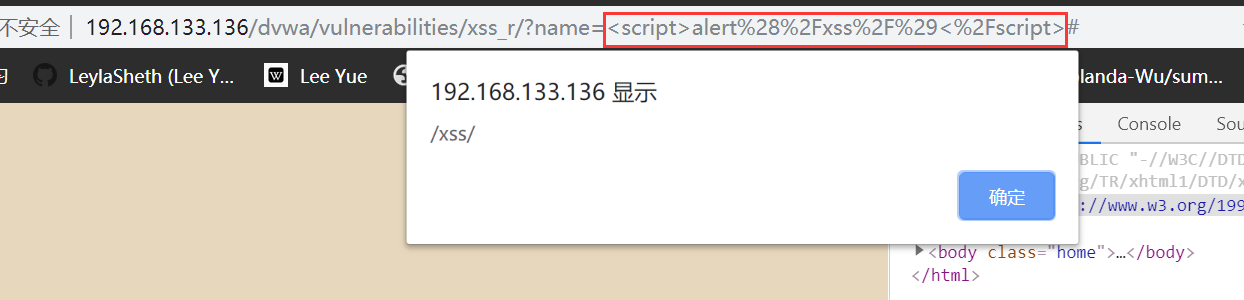 不安全 | 192.168.133.136/dvwa/vulnerabilities/xss_r/?name=<script>alert%28%2Fxss%2F%29<%2Fscript>#
LeylaSheth (Lee Y... Lee Yue olanda-Wu/sum...
192.168.133.136 显示
/xss/
确定
Console Sou
BLIC "-//W3C//DTD
g/TR/xhtml1/DTD/x
://www.w3.org/199
<body class="home">…</body>
</html>